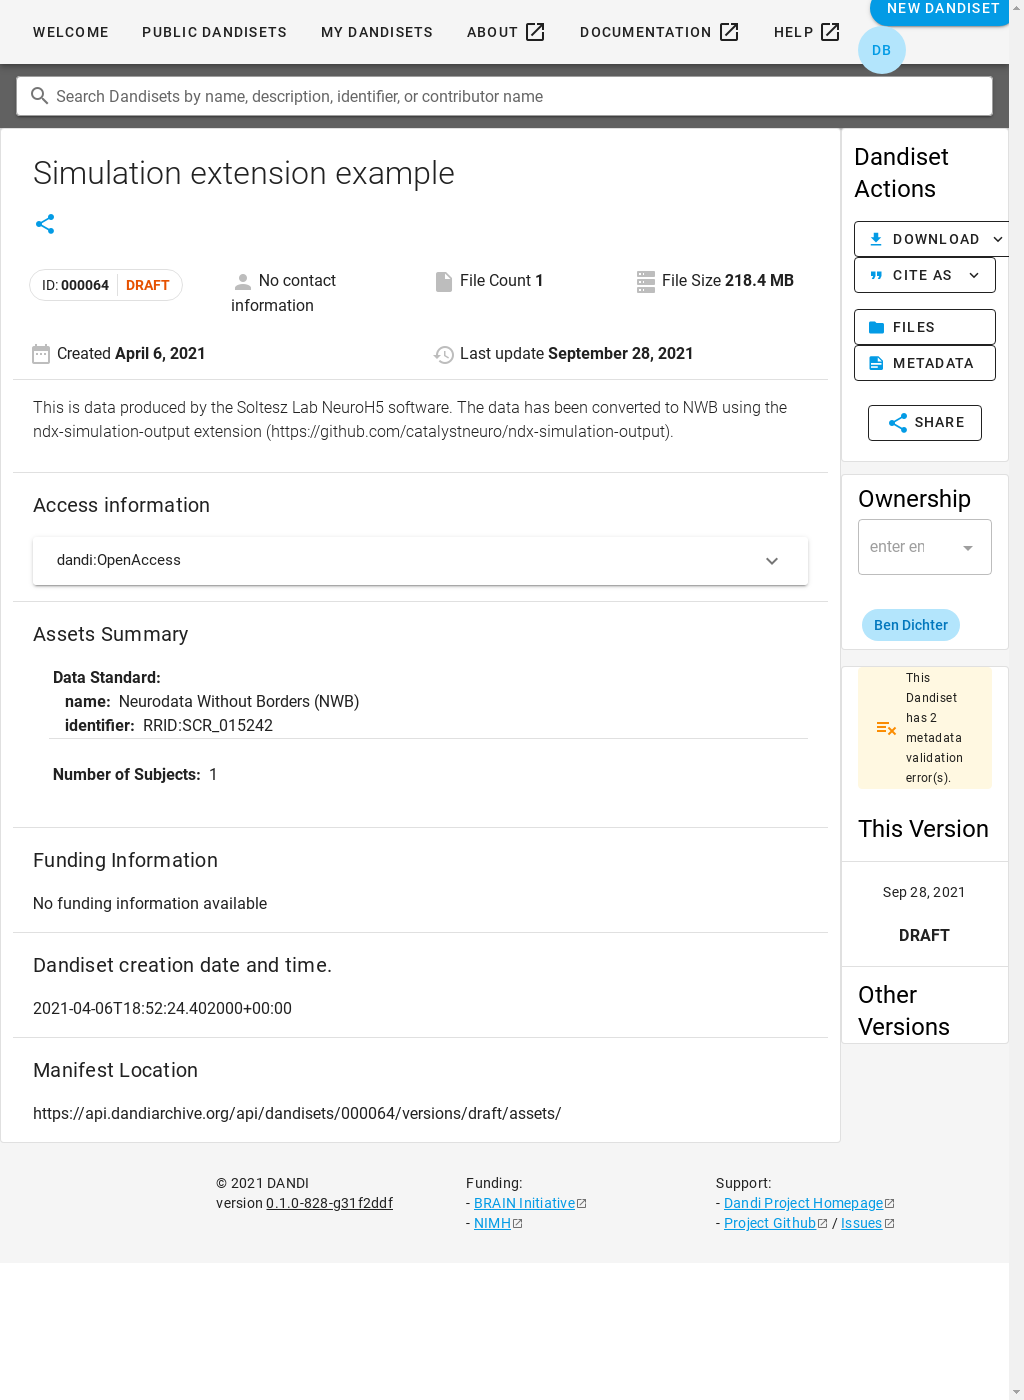 NEW DANDISET
WELCOME
PUBLIC DANDISETS
MY DANDISETS
ABOUT
DOCUMENTATION
HELP
DB
Search Dandisets by name, description, identifier, or contributor name
Simulation extension example
ID: 000064 DRAFT
No contact
information
File Count 1
File Size 218.4 MB
Created April 6, 2021
Last update September 28, 2021
This is data produced by the Soltesz Lab NeuroH5 software. The data has been converted to NWB using the
ndx-simulation-output extension (https://github.com/catalystneuro/ndx-simulation-output).
Access information
dandi:OpenAccess
Assets Summary
Data Standard:
name: Neurodata Without Borders (NWB)
identifier: RRID:SCR_015242
Number of Subjects: 1
Funding Information
No funding information available
Dandiset creation date and time.
2021-04-06T18:52:24.402000+00:00
Manifest Location
https://api.dandiarchive.org/api/dandisets/000064/versions/draft/assets/
Dandiset
Actions
DOWNLOAD
CITE AS
FILES
METADATA
SHARE
Ownership
enter en
Ben Dichter
This
Dandiset
has 2
metadata
validation
error(s).
This Version
Sep 28, 2021
DRAFT
Other
Versions
© 2021 DANDI
version 0.1.0-828-g31f2ddf
Funding:
- BRAIN Initiative
- NIMH
Support:
- Dandi Project Homepage
- Project Github / Issues